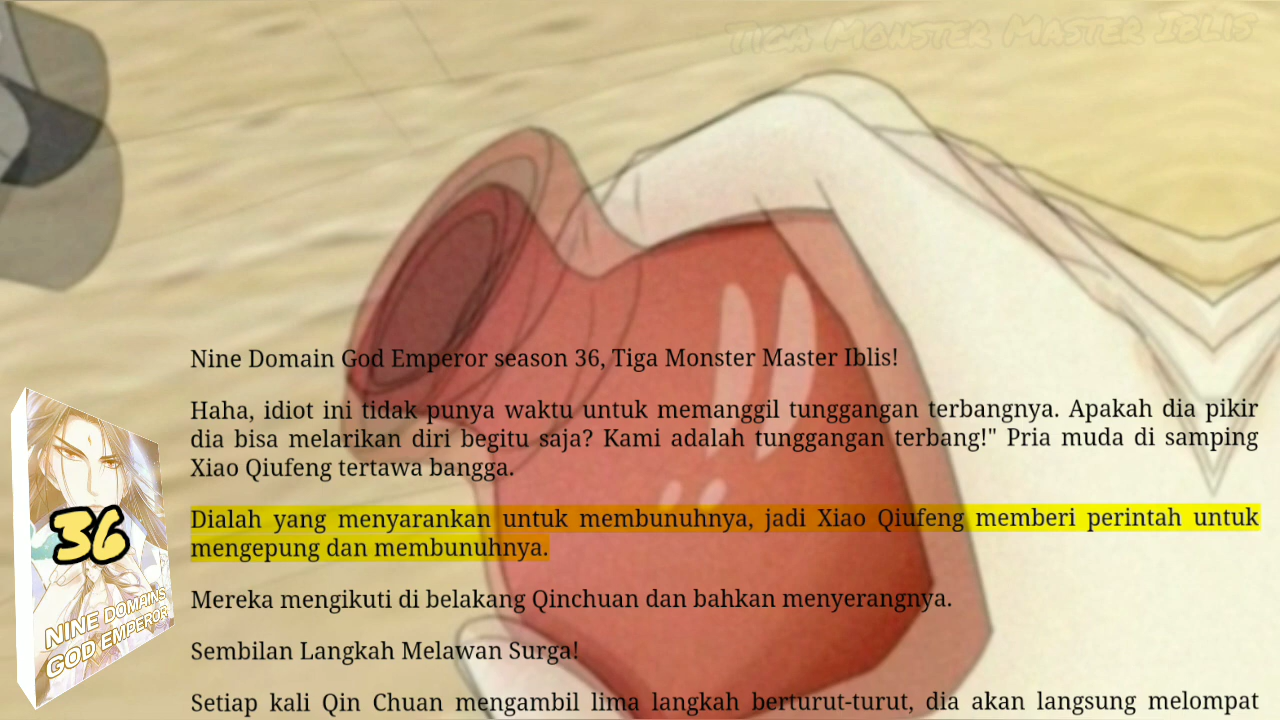 Tiga Monster Master Iblis
Nine Domain God Emperor season 36, Tiga Monster Master Iblis!
Haha, idiot ini tidak punya waktu untuk memanggil tunggangan terbangnya. Apakah dia pikir
dia bisa melarikan diri begitu saja? Kami adalah tunggangan terbang!" Pria muda di samping
Xiao Qiufeng tertawa bangga.
Dialah yang menyarankan untuk membunuhnya, jadi Xiao Qiufeng memberi perintah untuk
mengepung dan membunuhnya.
Mereka mengikuti di belakang Qinchuan dan bahkan menyerangnya.
Sembilan Langkah Melawan Surga!
Setiap kali Qin Chuan mengambil lima langkah berturut-turut, dia akan langsung melompat
36
NINE DOMAINS
GOD EMPEROR